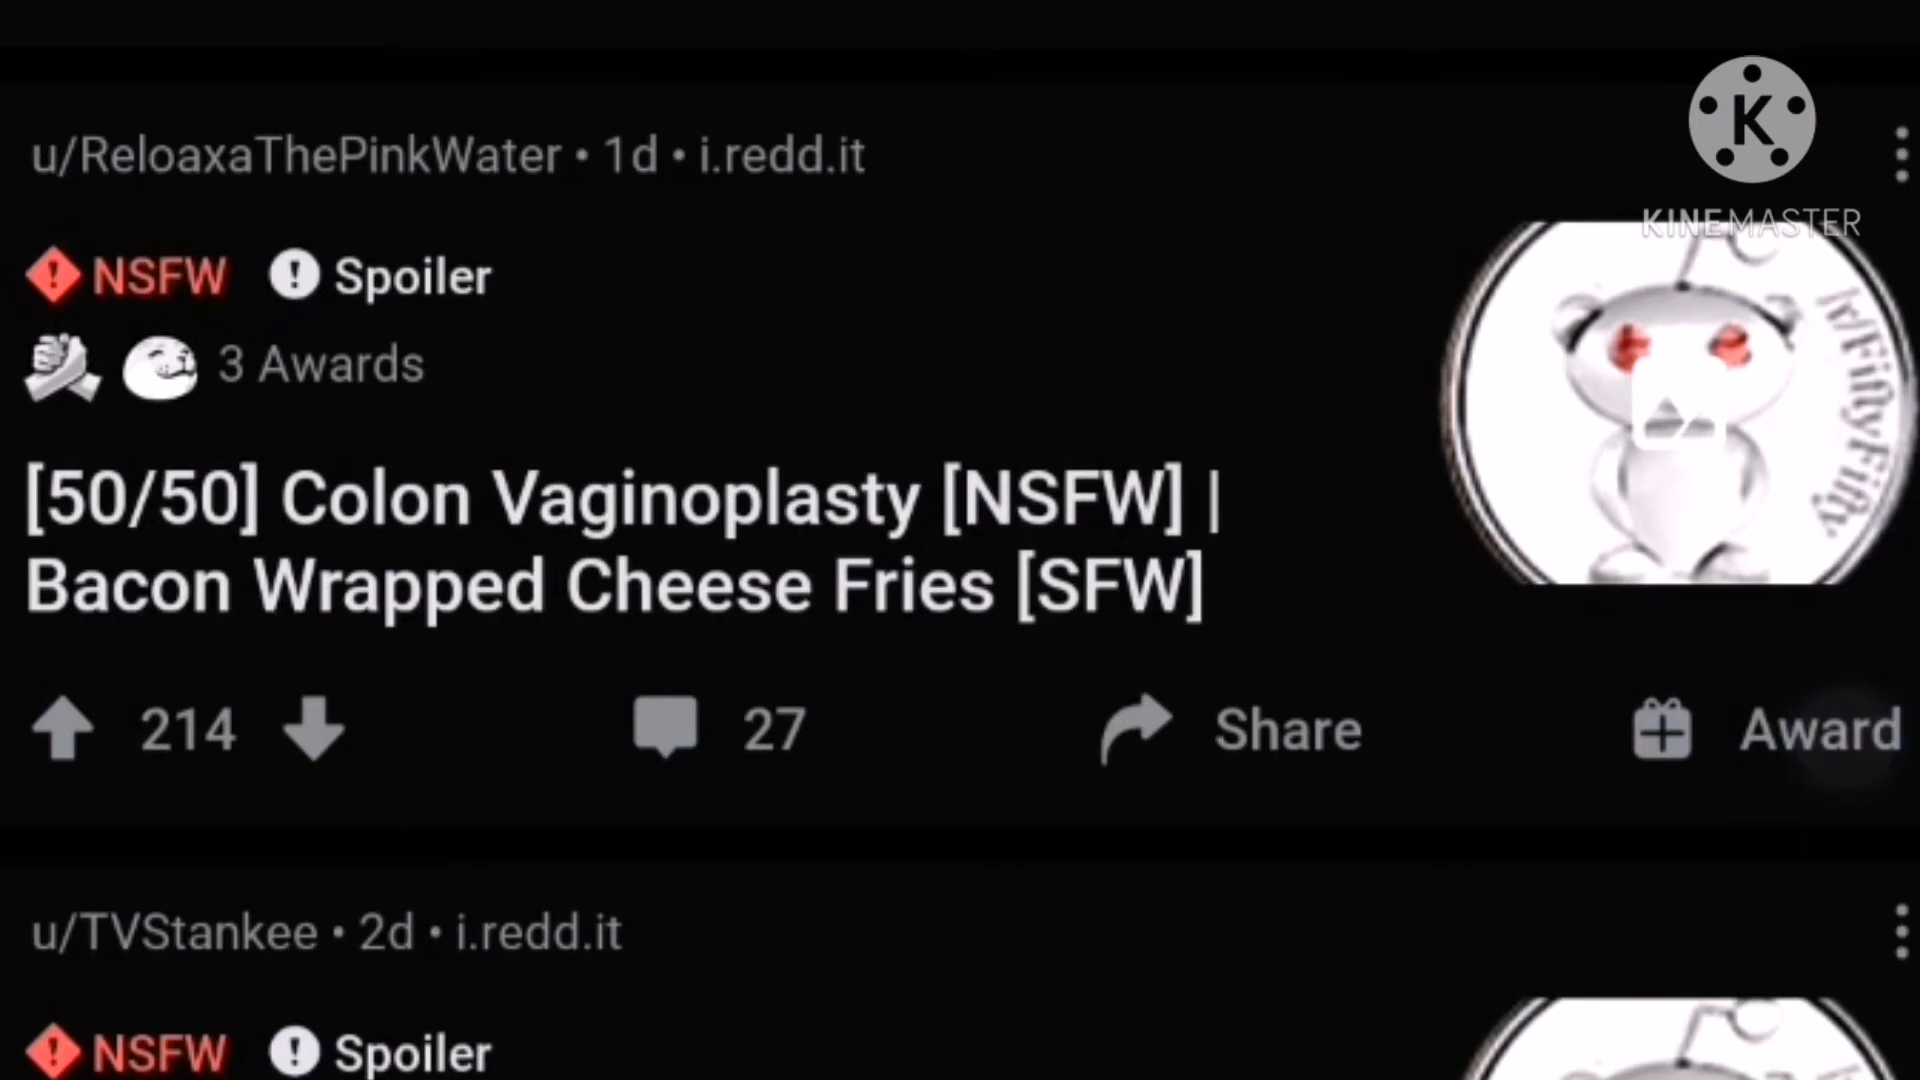 u/ReloaxaThePinkWater • 1d • i.redd.it
K
KINEMASTER
NSFW Spoiler
3 Awards
/r/FiftyFifty
[50/50] Colon Vaginoplasty [NSFW] |
Bacon Wrapped Cheese Fries [SFW]
214 27 Share Award
u/TVStankee • 2d • i.redd.it
NSFW Spoiler